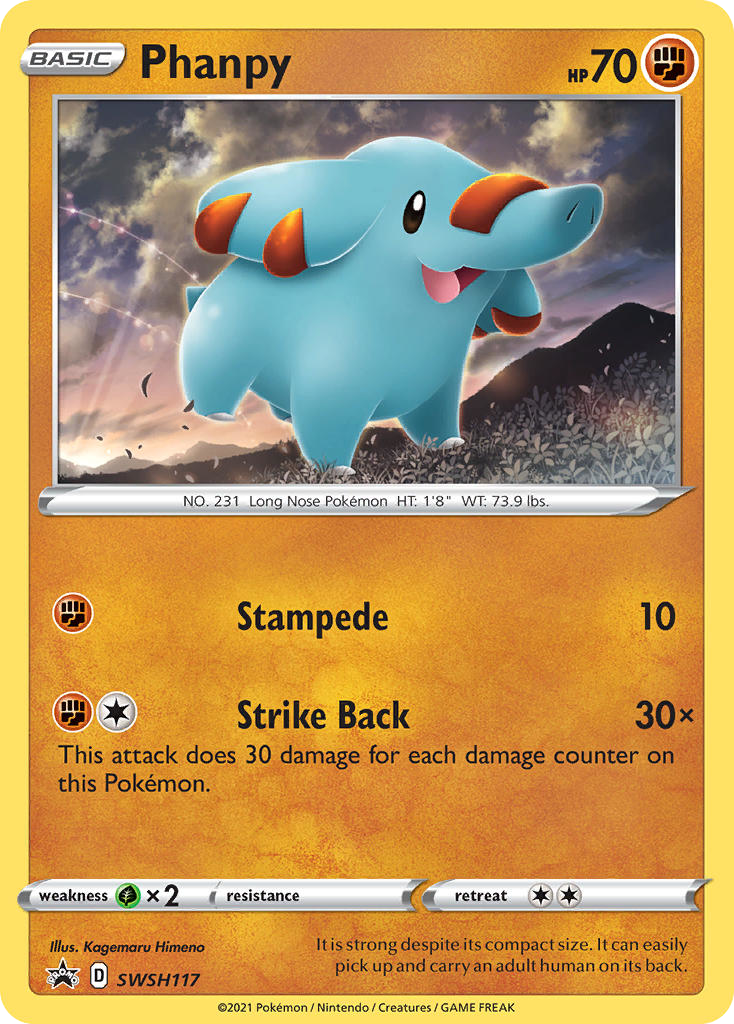 BASIC Phanpy HP 70
NO. 231 Long Nose Pokémon HT: 1'8" WT: 73.9 lbs.
Stampede 10
Strike Back 30×
This attack does 30 damage for each damage counter on
this Pokémon.
weakness ×2 resistance retreat
Illus. Kagemaru Himeno
It is strong despite its compact size. It can easily
pick up and carry an adult human on its back.
PROMO D SWSH117
©2021 Pokémon / Nintendo / Creatures / GAME FREAK